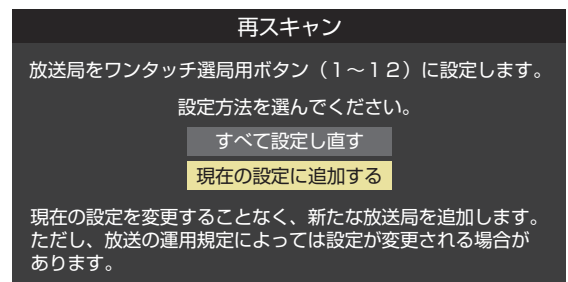 再スキャン
放送局をワンタッチ選局用ボタン（１～１２）に設定します。
設定方法を選んでください。
すべて設定し直す
現在の設定に追加する
現在の設定を変更することなく、新たな放送局を追加します。
ただし、放送の運用規定によっては設定が変更される場合が
あります。